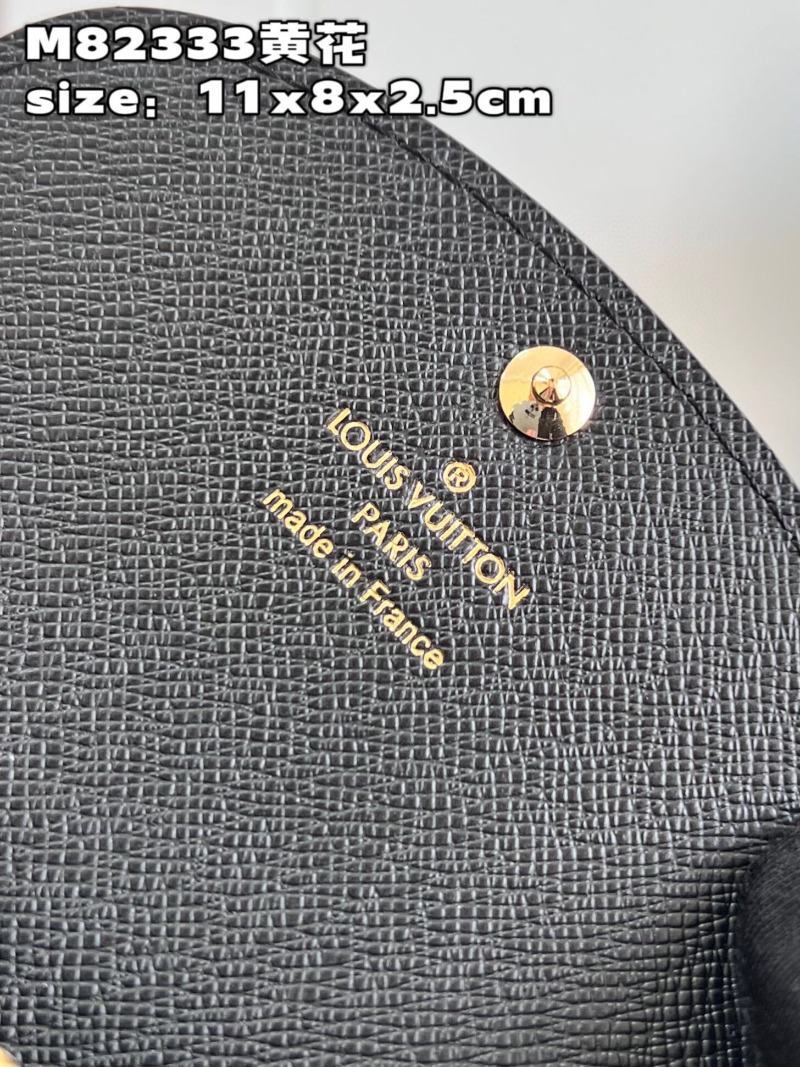 M82333黄花
size：11x8x2.5cm
®
LOUIS VUITTON
PARIS
made in France